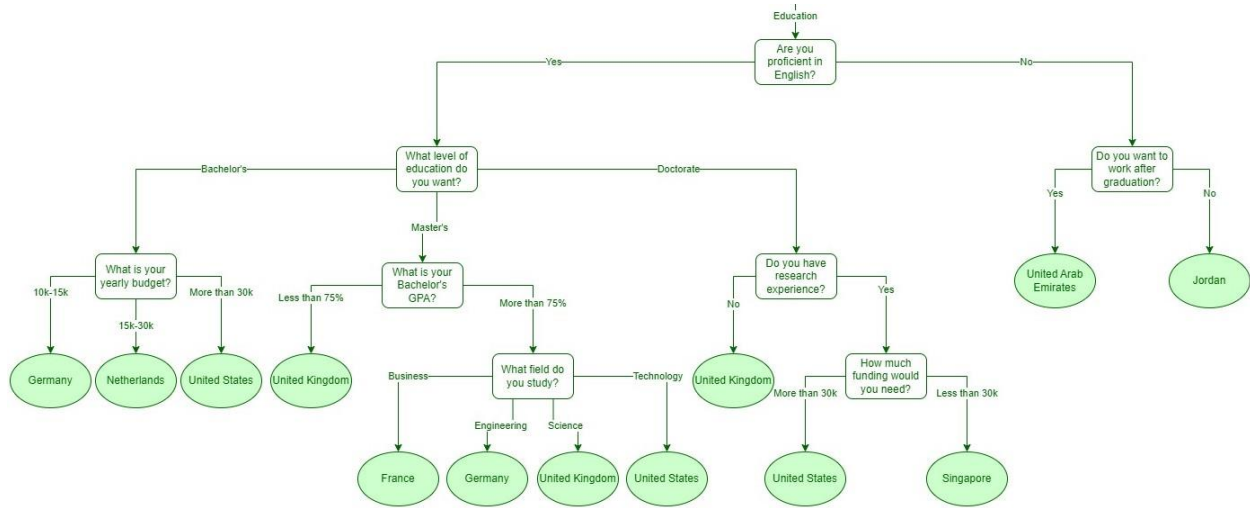 Education
Are you
proficient in
English?
Yes
No
What level of
education do
you want?
Bachelor's
Doctorate
Master's
Do you want to
work after
graduation?
Yes
No
What is your
yearly budget?
10k-15k
15k-30k
More than 30k
What is your
Bachelor's
GPA?
Less than 75%
More than 75%
Do you have
research
experience?
No
Yes
United Arab
Emirates
Jordan
Germany
Netherlands
United States
United Kingdom
What field do
you study?
Business
Engineering
Science
Technology
United Kingdom
How much
funding would
you need?
More than 30k
Less than 30k
France
Germany
United Kingdom
United States
United States
Singapore